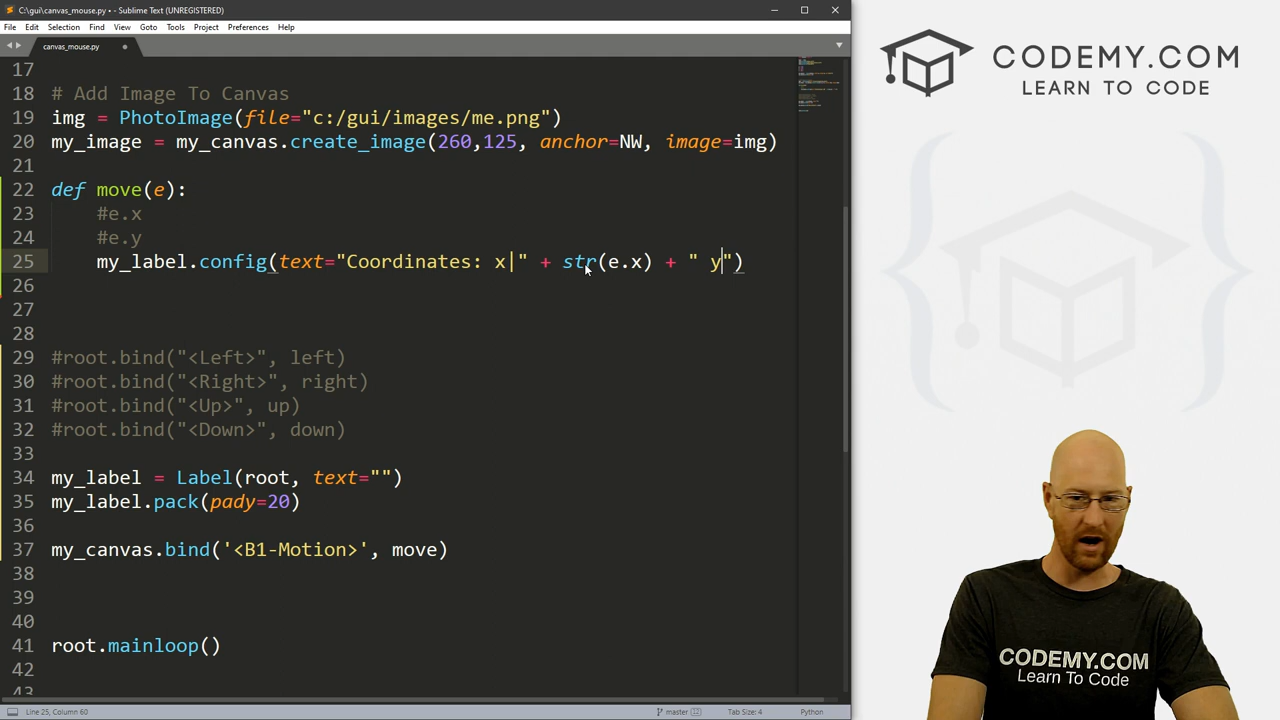 C:\gui\canvas_mouse.py • - Sublime Text (UNREGISTERED)
File Edit Selection Find View Goto Tools Project Preferences Help
canvas_mouse.py
17
18 # Add Image To Canvas
19 img = PhotoImage(file="c:/gui/images/me.png")
20 my_image = my_canvas.create_image(260,125, anchor=NW, image=img)
21
22 def move(e):
23 #e.x
24 #e.y
25 my_label.config(text="Coordinates: x|" + str(e.x) + " y")
26
27
28
29 #root.bind("<Left>", left)
30 #root.bind("<Right>", right)
31 #root.bind("<Up>", up)
32 #root.bind("<Down>", down)
33
34 my_label = Label(root, text="")
35 my_label.pack(pady=20)
36
37 my_canvas.bind('<B1-Motion>', move)
38
39
40
41 root.mainloop()
42
43
Line 25, Column 60
master
Tab Size: 4
Python
CODEMY.COM
LEARN TO CODE
CODEMY.COM
Learn To Code